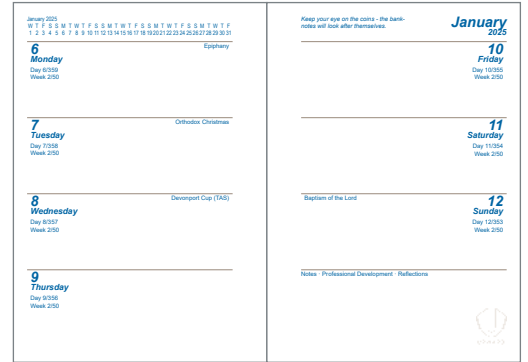 January 2025
W T F S S M T W T F S S M T W T F S S M T W T F S S M T W T F
1 2 3 4 5 6 7 8 9 10 11 12 13 14 15 16 17 18 19 20 21 22 23 24 25 26 27 28 29 30 31
6 Epiphany
Monday
Day 6/359
Week 2/50
7 Orthodox Christmas
Tuesday
Day 7/358
Week 2/50
8 Devonport Cup (TAS)
Wednesday
Day 8/357
Week 2/50
9
Thursday
Day 9/356
Week 2/50
Keep your eye on the coins - the bank-
notes will look after themselves.
January
2025
10
Friday
Day 10/355
Week 2/50
11
Saturday
Day 11/354
Week 2/50
Baptism of the Lord 12
Sunday
Day 12/353
Week 2/50
Notes · Professional Development · Reflections